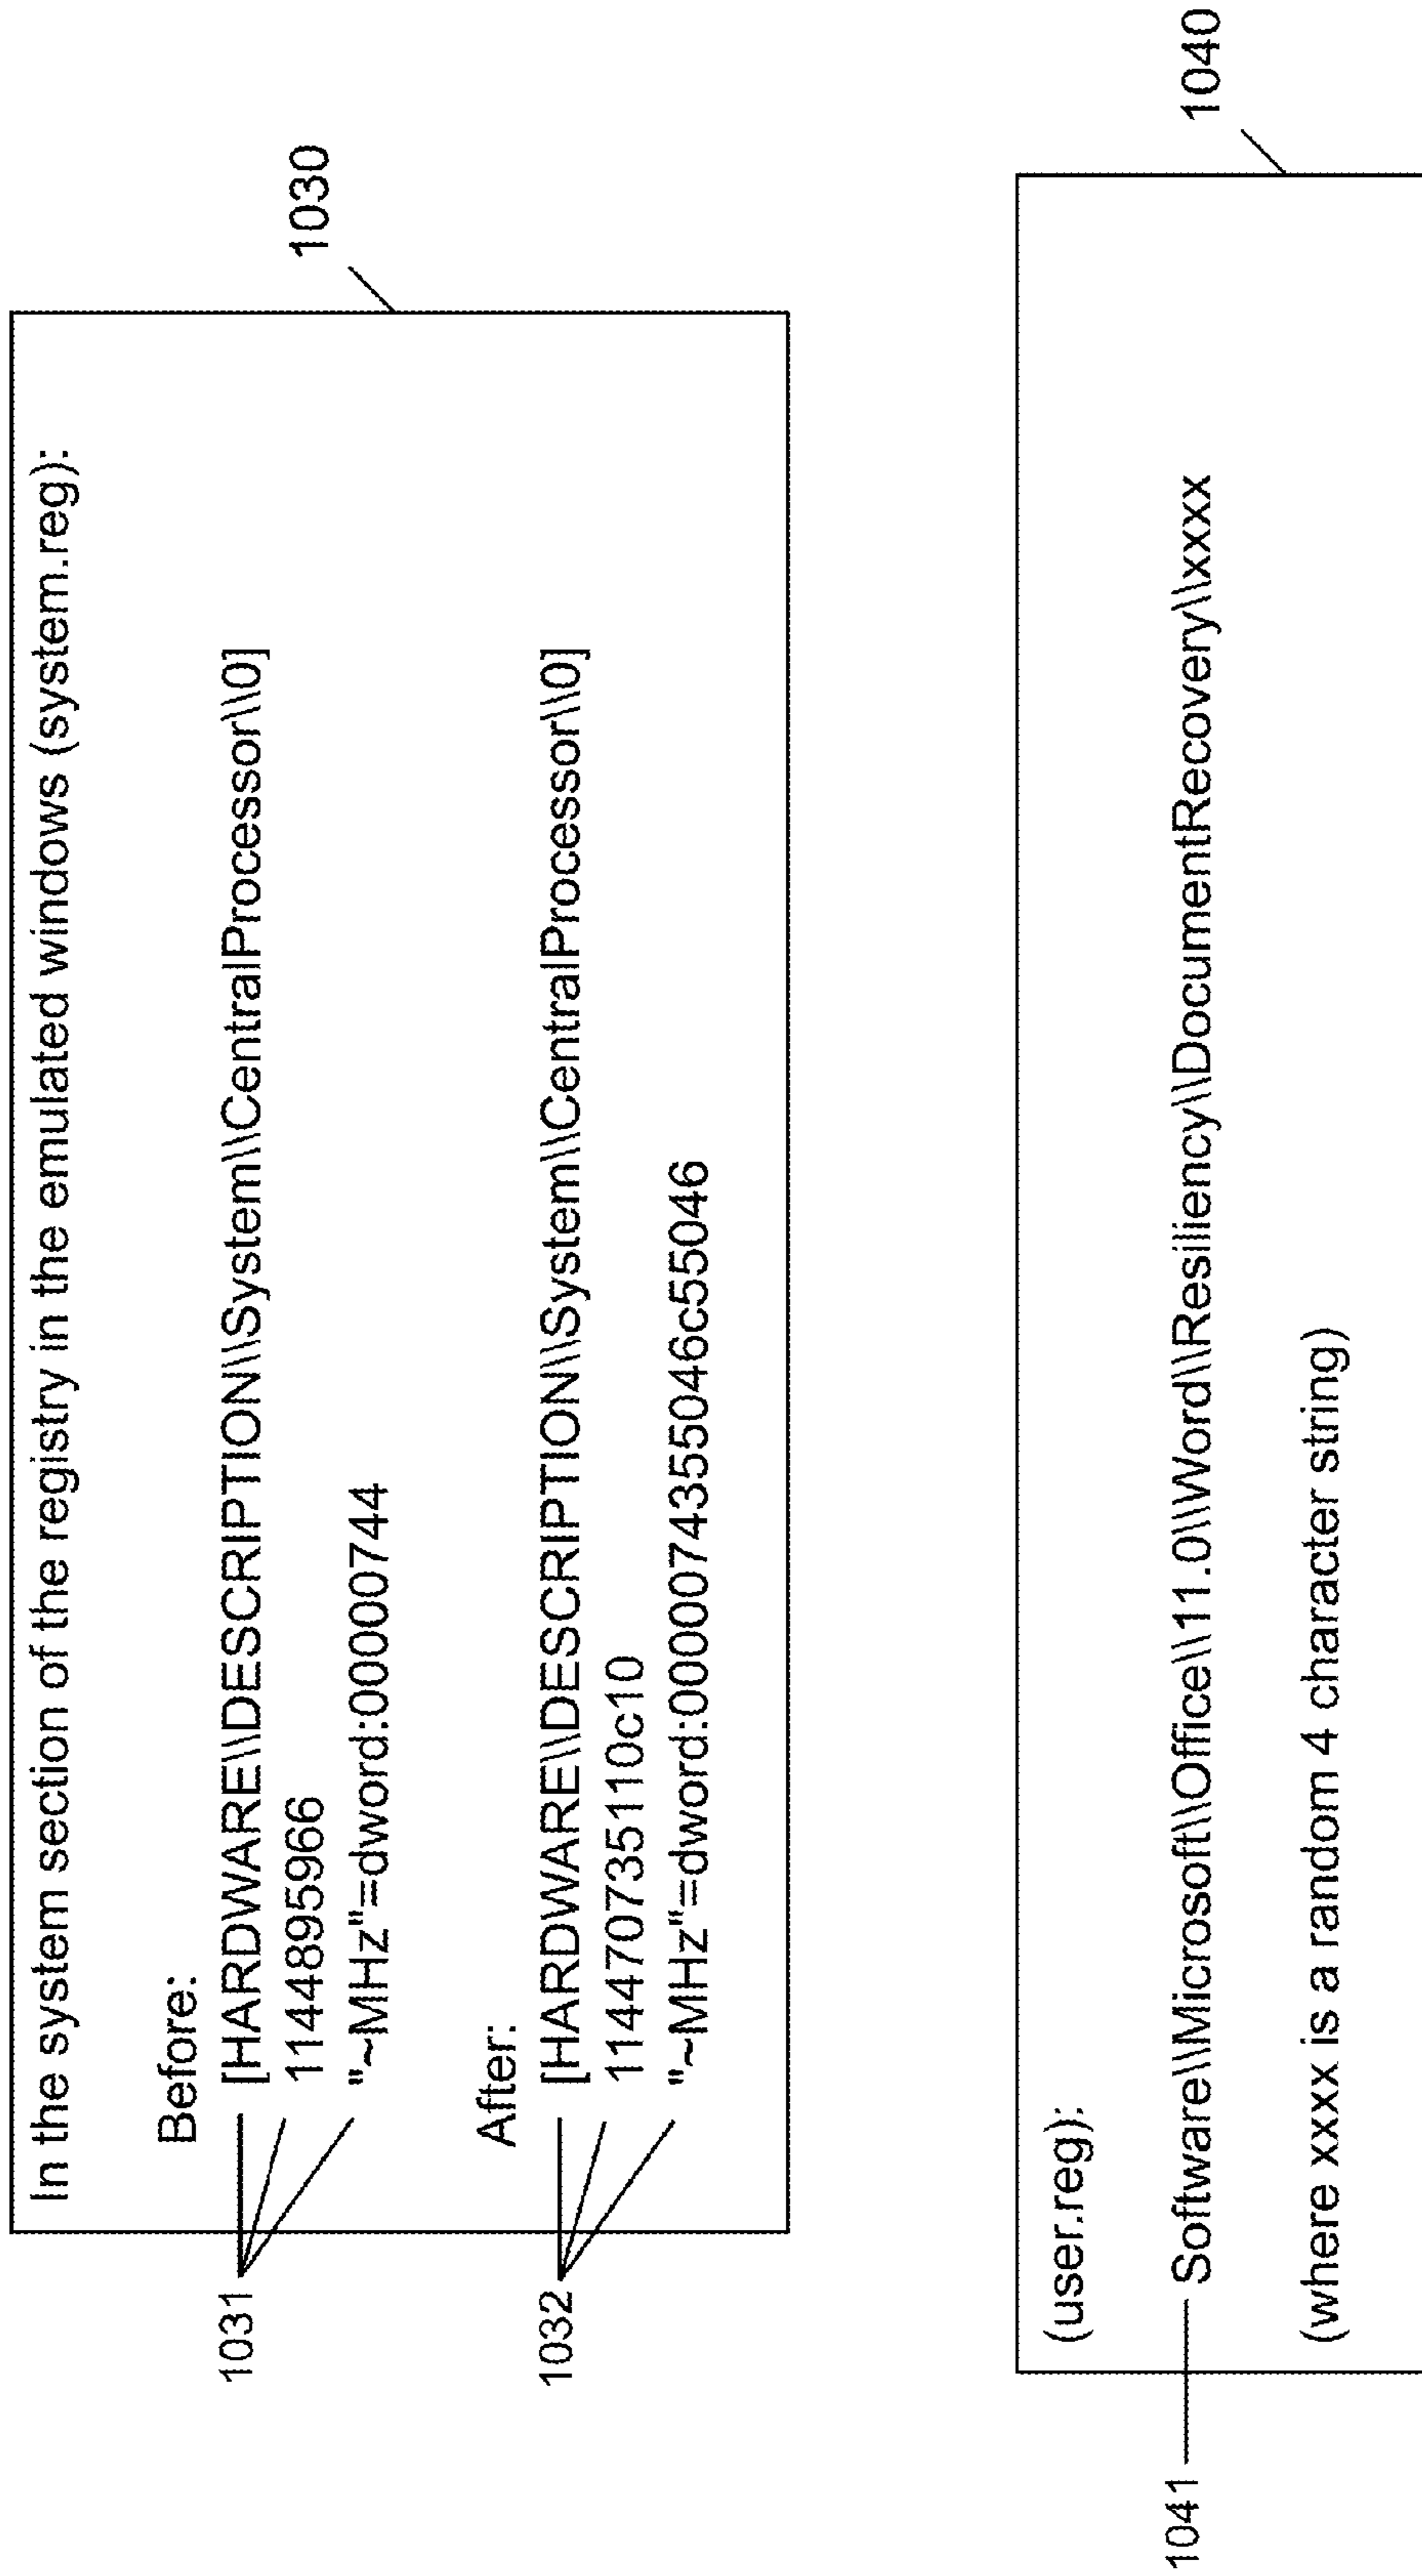 In the system section of the registry in the emulated windows (system.reg):
1030
Before:
1031
[HARDWARE\\DESCRIPTION\\System\\CentralProcessor\\0]
1144895966
"~MHz"=dword:00000744
After:
1032
[HARDWARE\\DESCRIPTION\\System\\CentralProcessor\\0]
11470735110c10
"~MHz"=dword:0000074355046c55046
(user.reg):
1040
1041
Software\\Microsoft\\Office\\11.0\\Word\\Resiliency\\DocumentRecovery\\xxxx
(where xxxx is a random 4 character string)